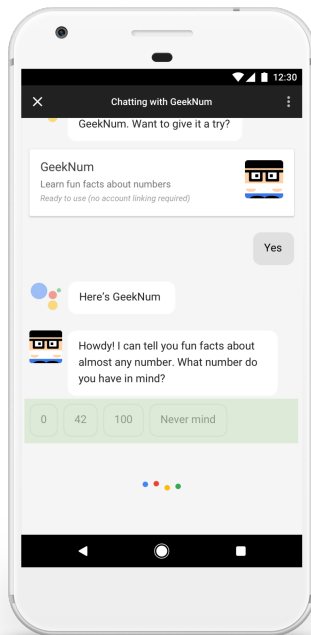 12:30
Chatting with GeekNum
GeekNum. Want to give it a try?
GeekNum
Learn fun facts about numbers
Ready to use (no account linking required)
Yes
Here's GeekNum
Howdy! I can tell you fun facts about
almost any number. What number do
you have in mind?
0 42 100 Never mind